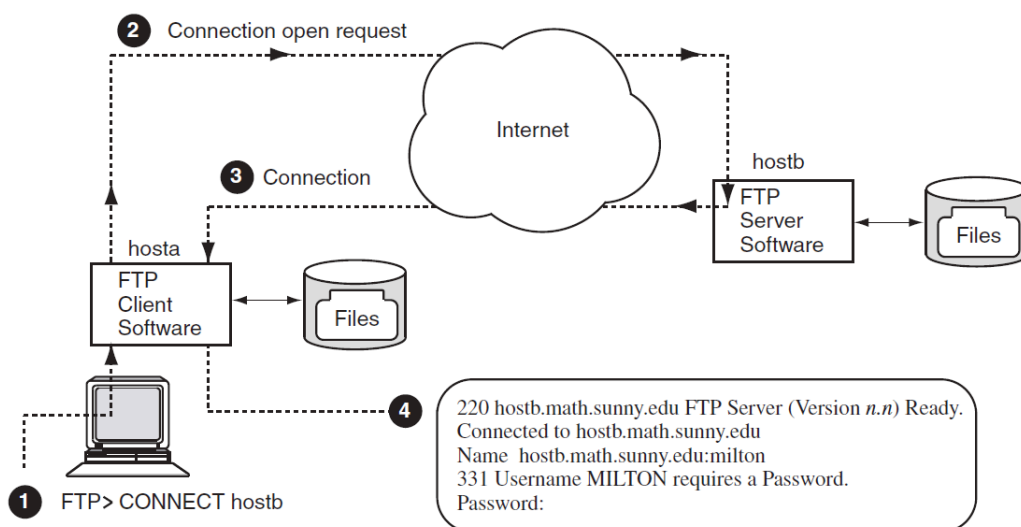 2 Connection open request
Internet
hostb
3 Connection
FTP
Server
Software
Files
hosta
FTP
Client
Software
Files
4
220 hostb.math.sunny.edu FTP Server (Version n.n) Ready.
Connected to hostb.math.sunny.edu
Name  hostb.math.sunny.edu:milton
331 Username MILTON requires a Password.
Password:
1 FTP> CONNECT hostb